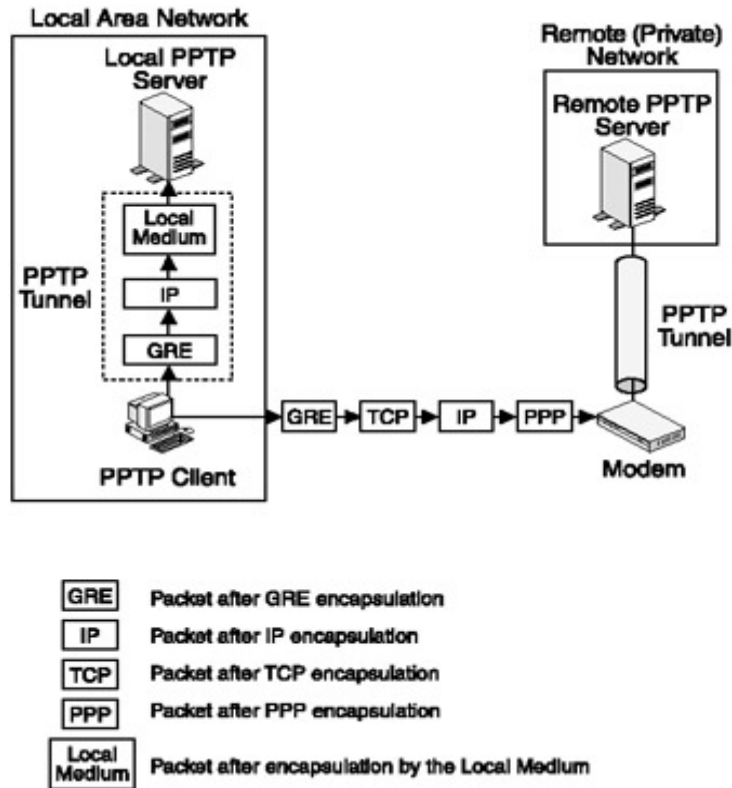 Local Area Network
Local PPTP
Server
Local
Medium
IP
GRE
PPTP
Tunnel
PPTP Client
GRE
TCP
IP
PPP
Modem
Remote (Private)
Network
Remote PPTP
Server
PPTP
Tunnel
GRE Packet after GRE encapsulation
IP Packet after IP encapsulation
TCP Packet after TCP encapsulation
PPP Packet after PPP encapsulation
Local
Medium Packet after encapsulation by the Local Medium